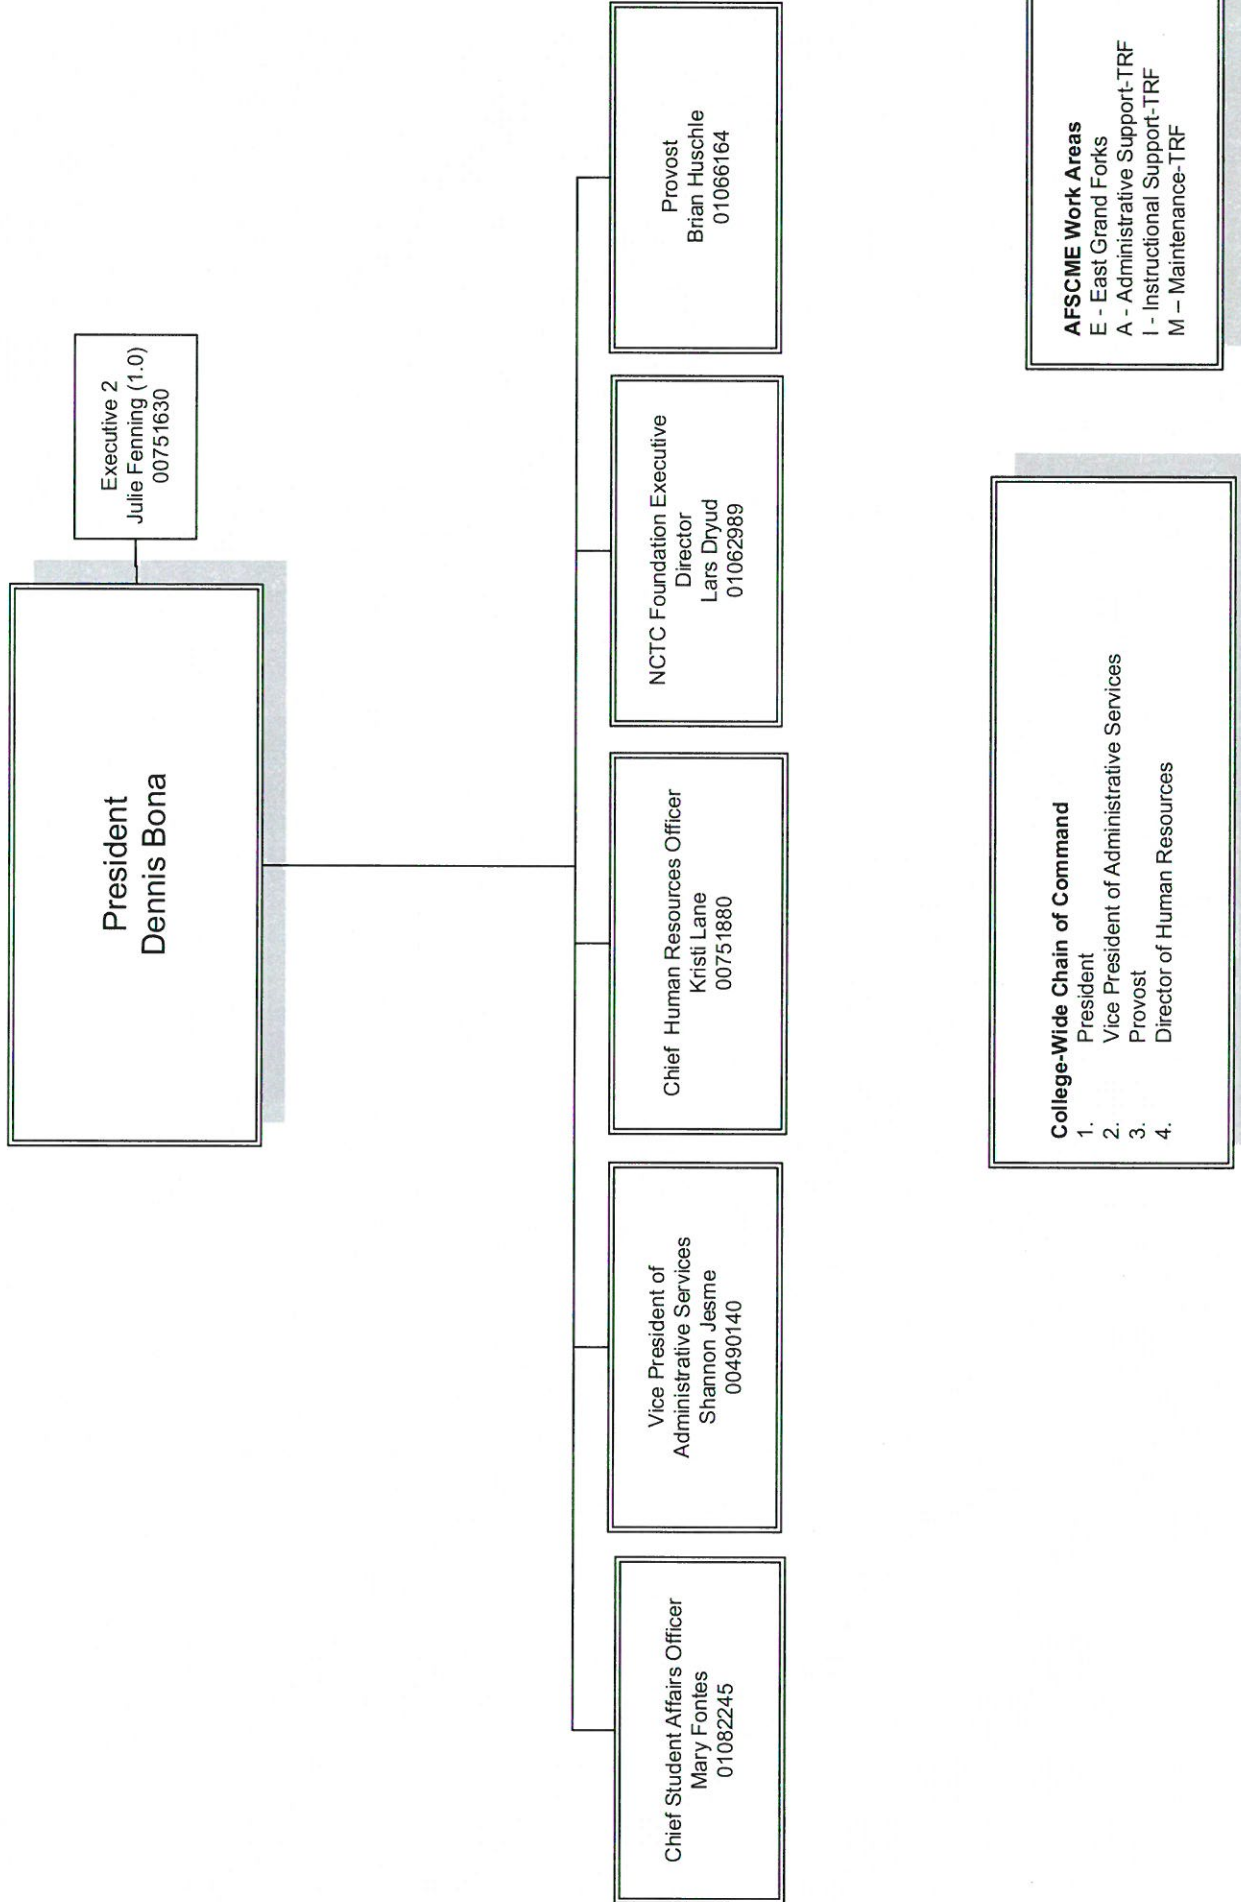 President
Dennis Bona
Executive 2
Julie Fenning (1.0)
00751630
Chief Student Affairs Officer
Mary Fontes
01082245
Vice President of
Administrative Services
Shannon Jesme
00490140
Chief Human Resources Officer
Kristi Lane
00751880
NCTC Foundation Executive
Director
Lars Dryud
01062989
Provost
Brian Huschle
01066164
College-Wide Chain of Command
1. President
2. Vice President of Administrative Services
3. Provost
4. Director of Human Resources
AFSCME Work Areas
E - East Grand Forks
A - Administrative Support-TRF
I - Instructional Support-TRF
M – Maintenance-TRF